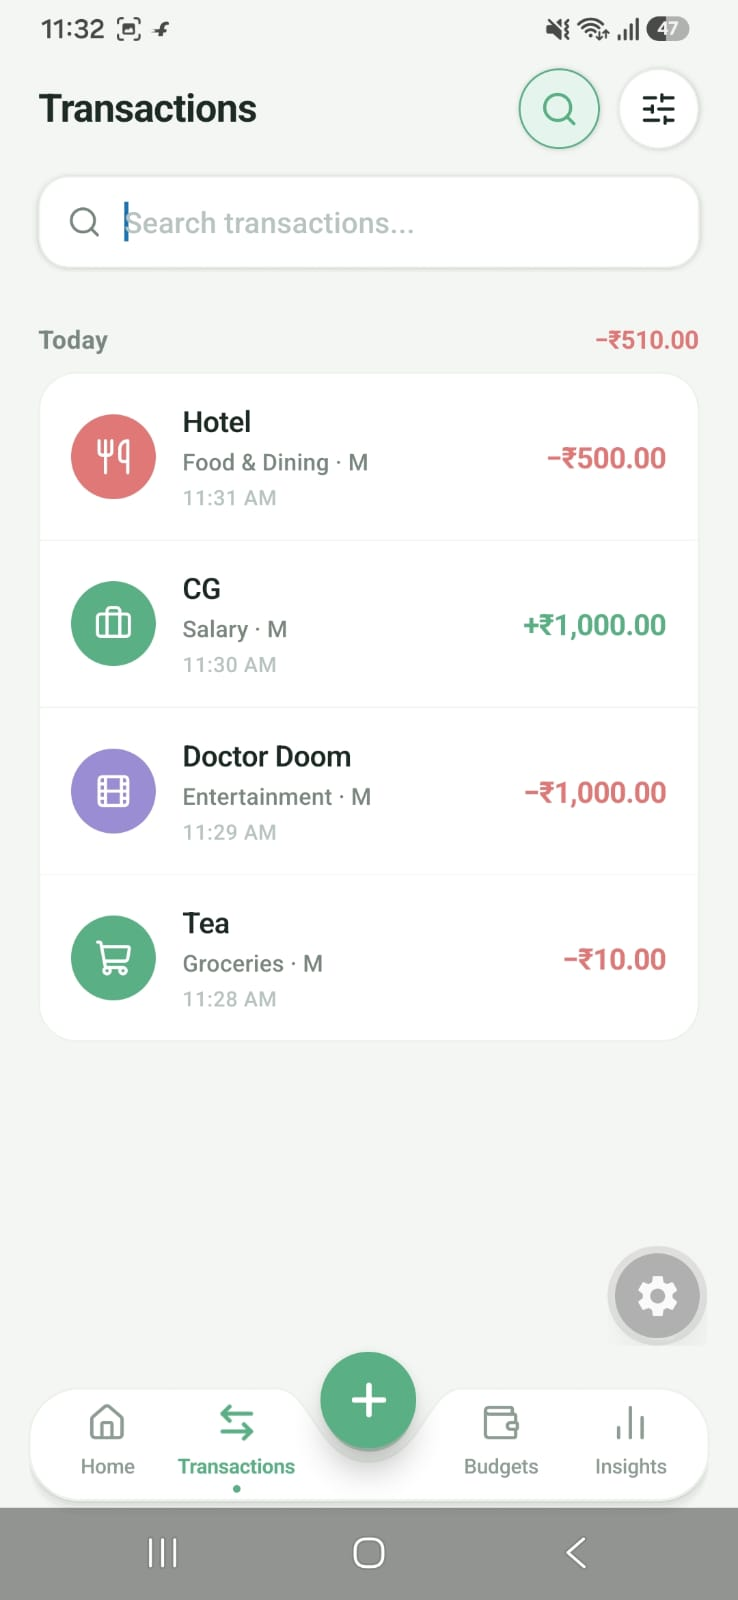 11:32
47
Transactions
Search transactions...
Today
−₹510.00
Hotel
Food & Dining · M
11:31 AM
−₹500.00
CG
Salary · M
11:30 AM
+₹1,000.00
Doctor Doom
Entertainment · M
11:29 AM
−₹1,000.00
Tea
Groceries · M
11:28 AM
−₹10.00
Home
Transactions
Budgets
Insights